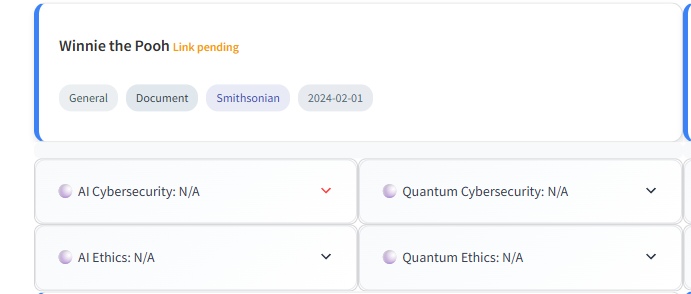 Winnie the Pooh Link pending
General Document Smithsonian 2024-02-01
AI Cybersecurity: N/A Quantum Cybersecurity: N/A
AI Ethics: N/A Quantum Ethics: N/A